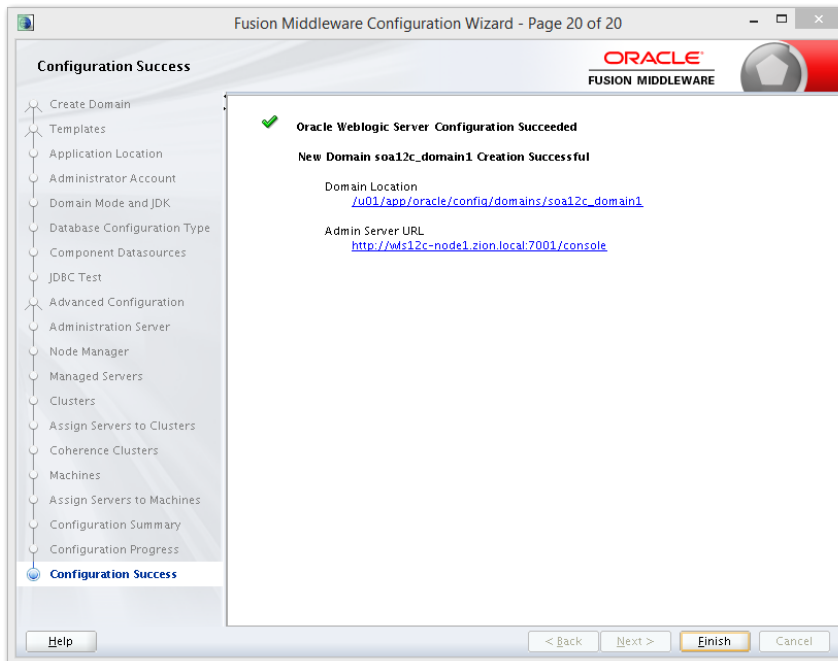 Fusion Middleware Configuration Wizard - Page 20 of 20
Configuration Success
ORACLE
FUSION MIDDLEWARE
Create Domain
Templates
Application Location
Administrator Account
Domain Mode and JDK
Database Configuration Type
Component Datasources
JDBC Test
Advanced Configuration
Administration Server
Node Manager
Managed Servers
Clusters
Assign Servers to Clusters
Coherence Clusters
Machines
Assign Servers to Machines
Configuration Summary
Configuration Progress
Configuration Success
Oracle Weblogic Server Configuration Succeeded
New Domain soa12c_domain1 Creation Successful
Domain Location
/u01/app/oracle/config/domains/soa12c_domain1
Admin Server URL
http://wls12c-node1.zion.local:7001/console
Help
< Back
Next >
Finish
Cancel